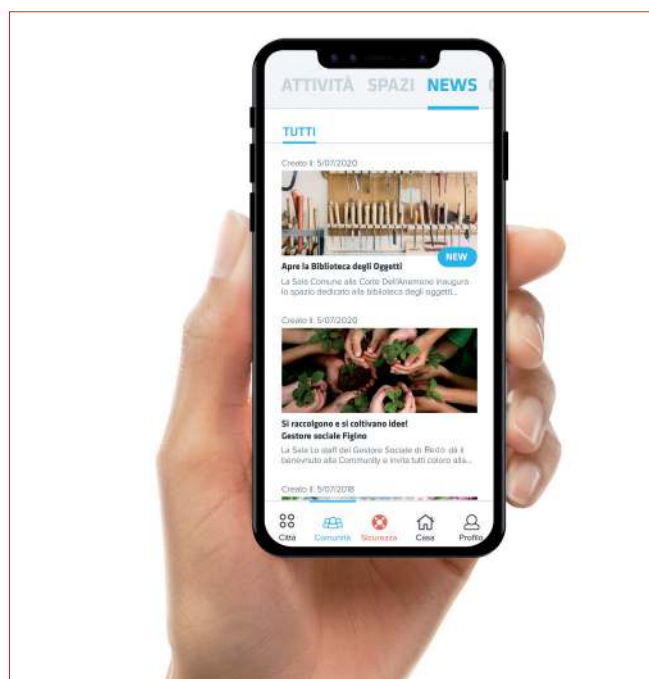 ATTIVITÀ SPAZI NEWS
TUTTI
Creato il: 5/07/2020
NEW
Apre la Biblioteca degli Oggetti
La Sala Comune alla Corte Dell'Anemone inaugura
lo spazio dedicato alla biblioteca degli oggetti...
Creato il: 5/07/2020
Si raccolgono e si coltivano idee!
Gestore sociale Figino
La Sala Lo staff del Gestore Sociale di dà il
benevnuto alla Community e invita tutti coloro alla...
Creato il: 5/07/2018
Città Comunità Sicurezza Casa Profilo